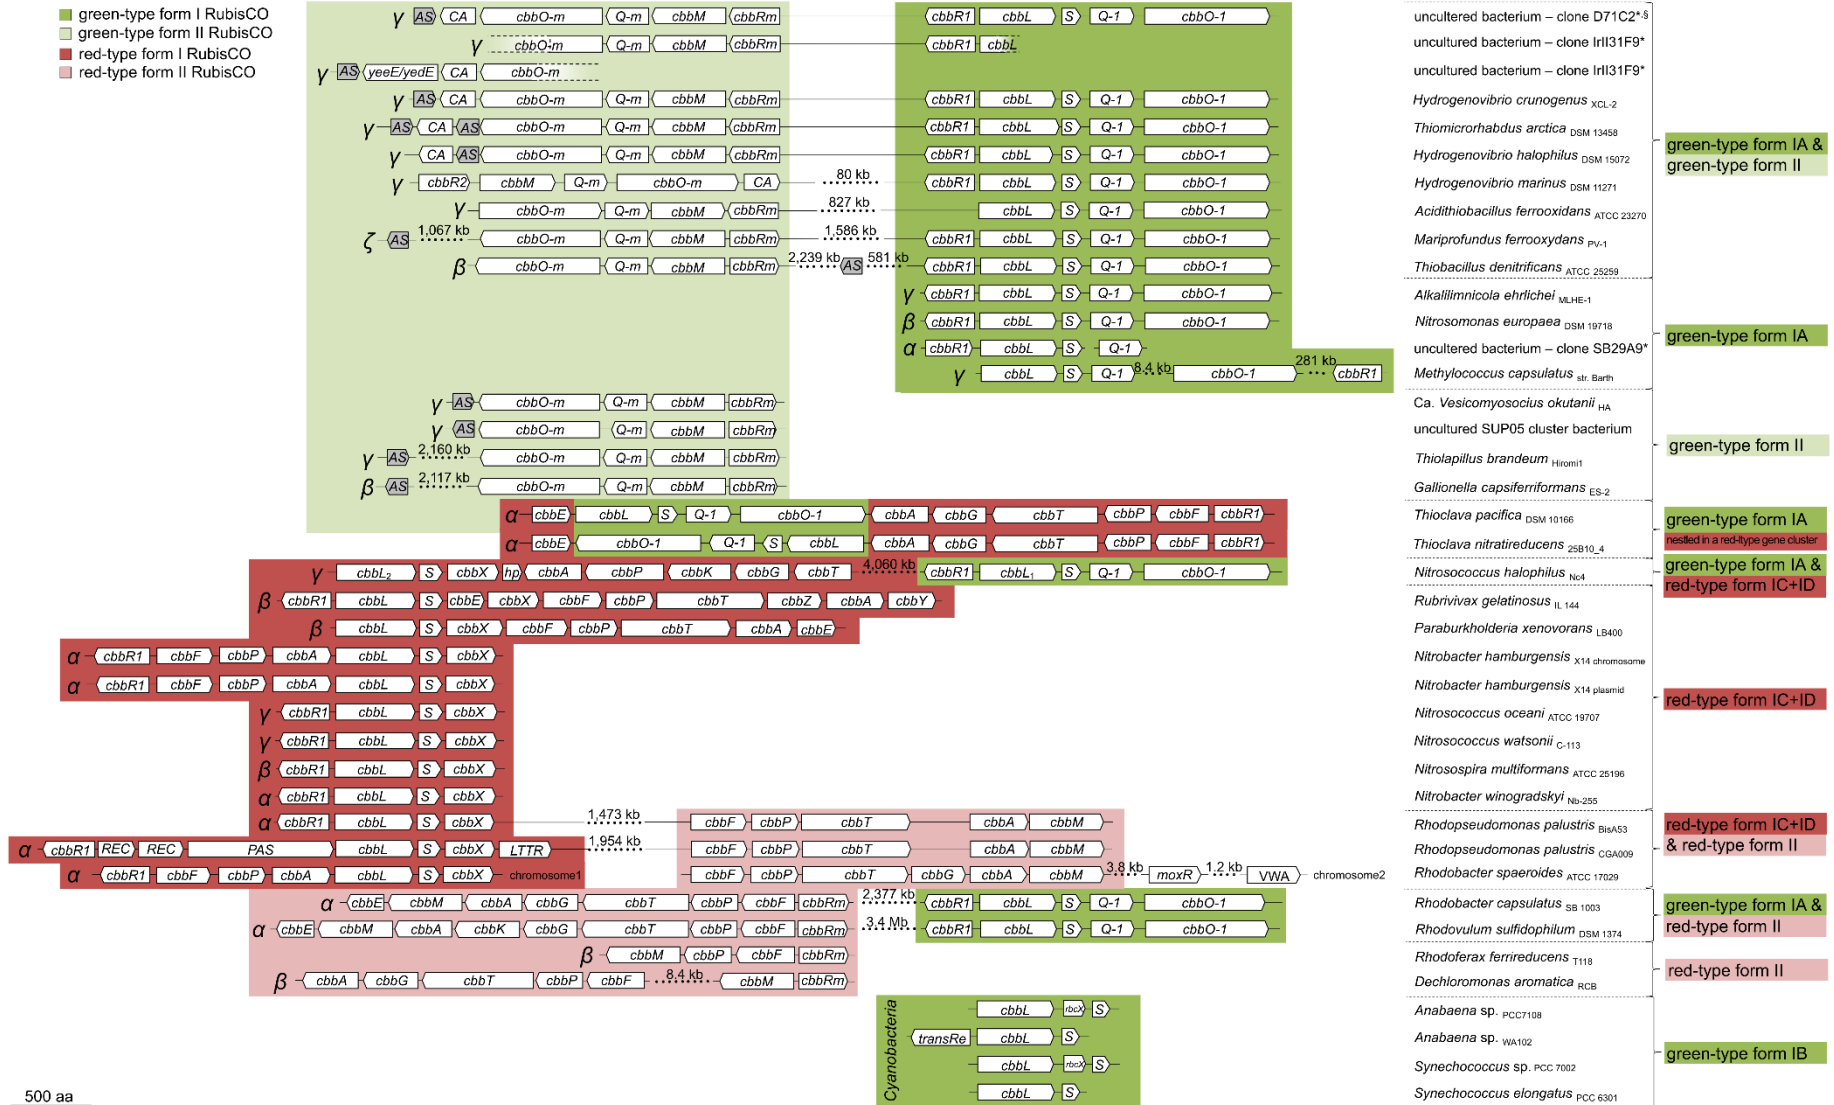 green-type form I RubisCO
green-type form II RubisCO
red-type form I RubisCO
red-type form II RubisCO
γ AS CA cbbO-m Q-m cbbM cbbRm cbbR1 cbbL S Q-1 cbbO-1 uncultured bacterium – clone D71C2*,§
γ cbbO-m Q-m cbbM cbbRm cbbR1 cbbL uncultured bacterium – clone IrII31F9*
γ AS yeeE/yedE CA cbbO-m uncultured bacterium – clone IrII31F9*
γ AS CA cbbO-m Q-m cbbM cbbRm cbbR1 cbbL S Q-1 cbbO-1 Hydrogenovibrio crunogenus XCL-2
γ AS CA AS cbbO-m Q-m cbbM cbbRm cbbR1 cbbL S Q-1 cbbO-1 Thiomicrorhabdus arctica DSM 13458
green-type form IA &
γ CA AS cbbO-m Q-m cbbM cbbRm cbbR1 cbbL S Q-1 cbbO-1 Hydrogenovibrio halophilus DSM 15072
green-type form II
γ cbbR2 cbbM Q-m cbbO-m CA 80 kb cbbR1 cbbL S Q-1 cbbO-1 Hydrogenovibrio marinus DSM 11271
γ cbbO-m Q-m cbbM cbbRm 827 kb cbbL S Q-1 cbbO-1 Acidithiobacillus ferrooxidans ATCC 23270
ζ AS 1,067 kb cbbO-m Q-m cbbM cbbRm 1,586 kb cbbR1 cbbL S Q-1 cbbO-1 Mariprofundus ferrooxydans PV-1
β cbbO-m Q-m cbbM cbbRm 2,239 kb AS 581 kb cbbR1 cbbL S Q-1 cbbO-1 Thiobacillus denitrificans ATCC 25259
γ cbbR1 cbbL S Q-1 cbbO-1 Alkalilimnicola ehrlichei MLHE-1
β cbbR1 cbbL S Q-1 cbbO-1 Nitrosomonas europaea DSM 19718
green-type form IA
α cbbR1 cbbL S Q-1 uncultured bacterium – clone SB29A9*
γ cbbL S Q-1 8.4 kb cbbO-1 281 kb cbbR1 Methylococcus capsulatus str. Barth
γ AS cbbO-m Q-m cbbM cbbRm Ca. Vesicomyosocius okutanii HA
γ AS cbbO-m Q-m cbbM cbbRm uncultured SUP05 cluster bacterium
green-type form II
γ AS 2,160 kb cbbO-m Q-m cbbM cbbRm Thiolapillus brandeum Hiromi1
β AS 2,117 kb cbbO-m Q-m cbbM cbbRm Gallionella capsiferriformans ES-2
α cbbE cbbL S Q-1 cbbO-1 cbbA cbbG cbbT cbbP cbbF cbbR1 Thioclava pacifica DSM 10166
green-type form IA
nestled in a red-ltype gene cluster
α cbbE cbbO-1 Q-1 S cbbL cbbA cbbG cbbT cbbP cbbF cbbR1 Thioclava nitratireducens 25B10_4
γ cbbL2 S cbbX hp cbbA cbbP cbbK cbbG cbbT 4,060 kb cbbR1 cbbL1 S Q-1 cbbO-1 Nitrosococcus halophilus Nc4
green-type form IA &
red-type form IC+ID
β cbbR1 cbbL S cbbE cbbX cbbF cbbP cbbT cbbZ cbbA cbbY Rubrivivax gelatinosus IL 144
β cbbL S cbbX cbbF cbbP cbbT cbbA cbbE Paraburkholderia xenovorans LB400
α cbbR1 cbbF cbbP cbbA cbbL S cbbX Nitrobacter hamburgensis X14 chromosome
α cbbR1 cbbF cbbP cbbA cbbL S cbbX Nitrobacter hamburgensis X14 plasmid
red-type form IC+ID
γ cbbR1 cbbL S cbbX Nitrosococcus oceani ATCC 19707
γ cbbR1 cbbL S cbbX Nitrosococcus watsonii C-113
β cbbR1 cbbL S cbbX Nitrosospira multiformans ATCC 25196
α cbbR1 cbbL S cbbX Nitrobacter winogradskyi Nb-255
α cbbR1 cbbL S cbbX 1,473 kb cbbF cbbP cbbT cbbA cbbM Rhodopseudomonas palustris BisA53
red-type form IC+ID
& red-type form II
α cbbR1 REC REC PAS cbbL S cbbX LTTR 1,954 kb cbbF cbbP cbbT cbbA cbbM Rhodopseudomonas palustris CGA009
α cbbR1 cbbF cbbP cbbA cbbL S cbbX chromosome1 cbbF cbbP cbbT cbbG cbbA cbbM 3.8 kb moxR 1.2 kb VWA chromosome2 Rhodobacter spaeroides ATCC 17029
α cbbE cbbM cbbA cbbG cbbT cbbP cbbF cbbRm 2,377 kb cbbR1 cbbL S Q-1 cbbO-1 Rhodobacter capsulatus SB 1003
green-type form IA &
red-type form II
α cbbE cbbM cbbA cbbK cbbG cbbT cbbP cbbF cbbRm 3.4 Mb cbbR1 cbbL S Q-1 cbbO-1 Rhodovulum sulfidophilum DSM 1374
β cbbM cbbP cbbF cbbRm Rhodoferax ferrireducens T118
red-type form II
β cbbA cbbG cbbT cbbP cbbF 8.4 kb cbbM cbbRm Dechloromonas aromatica RCB
Cyanobacteria
cbbL rbcX S Anabaena sp. PCC7108
transRe cbbL S Anabaena sp. WA102
green-type form IB
cbbL rbcX S Synechococcus sp. PCC 7002
cbbL S Synechococcus elongatus PCC 6301
500 aa